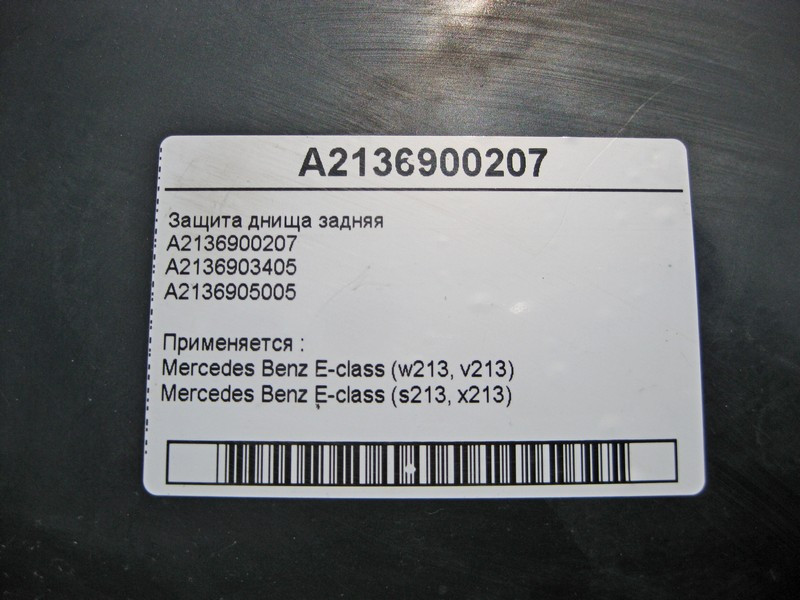 A2136900207
Защита днища задняя
A2136900207
A2136903405
A2136905005
Применяется :
Mercedes Benz E-class (w213, v213)
Mercedes Benz E-class (s213, x213)